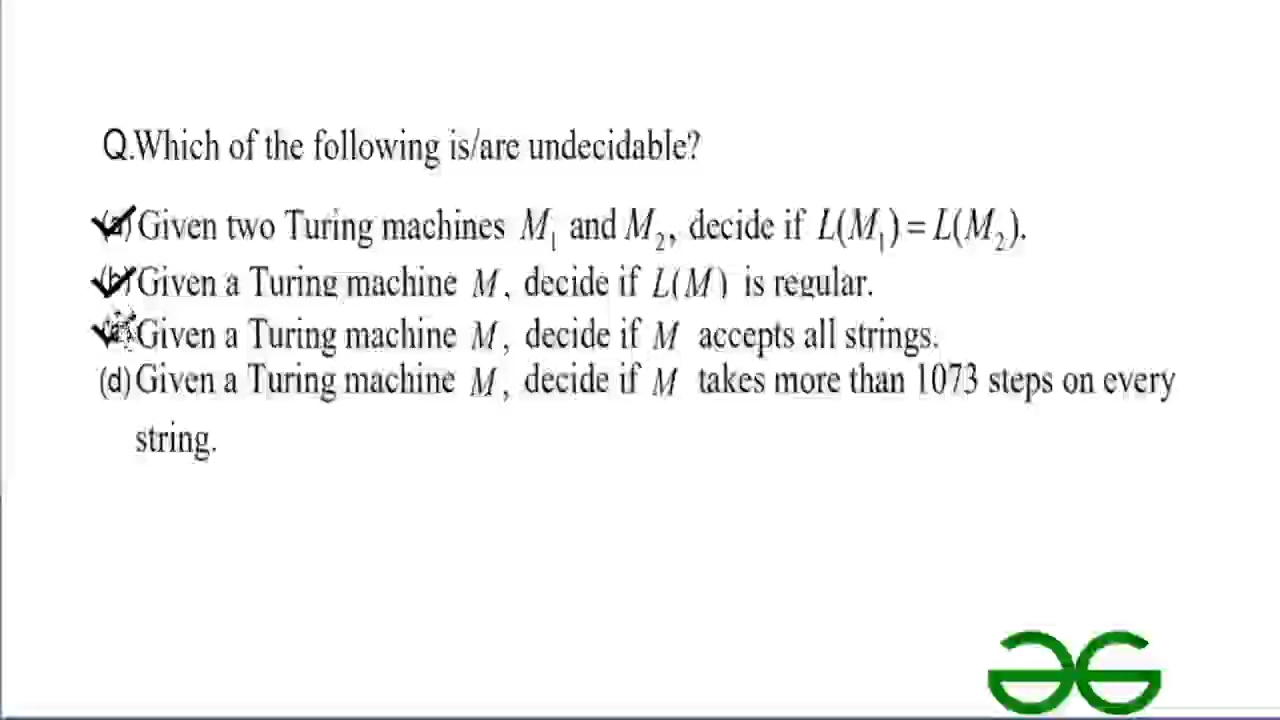 Q.Which of the following is/are undecidable?
(a) Given two Turing machines M₁ and M₂, decide if L(M₁) = L(M₂).
(b) Given a Turing machine M, decide if L(M) is regular.
Given a Turing machine M, decide if M accepts all strings.
(d) Given a Turing machine M, decide if M takes more than 1073 steps on every
string.